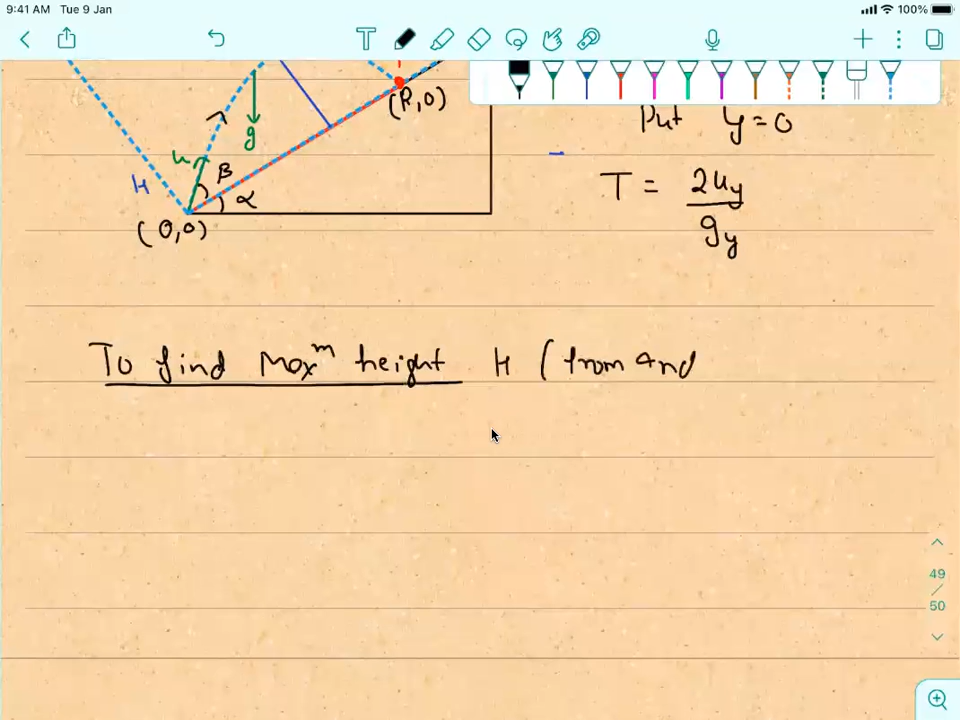 9:41 AM Tue 9 Jan
100%
T
(R,0)
g
u
β
H
α
(0,0)
Put y = 0
T = 2uy
gy
To find Maxm height H ( from And
49
/
50